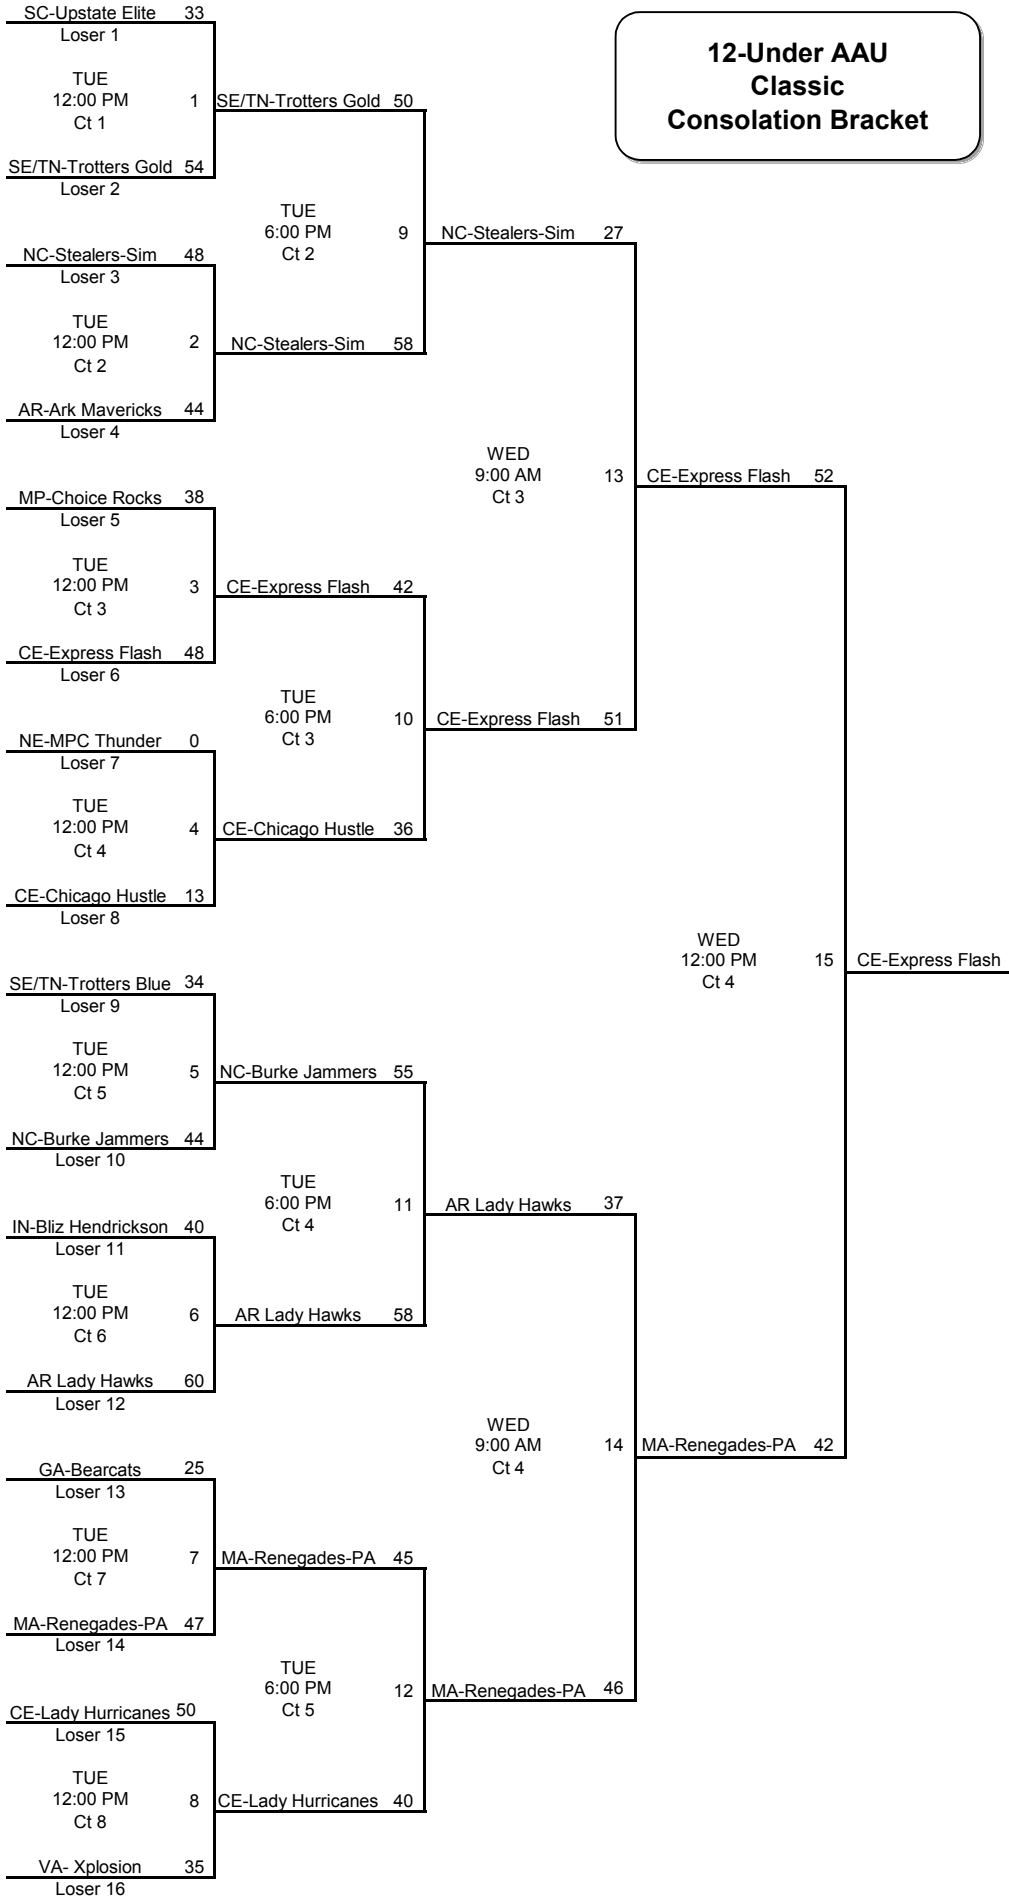 SC-Upstate Elite 33
Loser 1
12-Under AAU
Classic
Consolation Bracket
TUE
12:00 PM 1 SE/TN-Trotters Gold 50
Ct 1
SE/TN-Trotters Gold 54
Loser 2
TUE
6:00 PM 9 NC-Stealers-Sim 27
Ct 2
NC-Stealers-Sim 48
Loser 3
TUE
12:00 PM 2 NC-Stealers-Sim 58
Ct 2
AR-Ark Mavericks 44
Loser 4
WED
9:00 AM 13 CE-Express Flash 52
Ct 3
MP-Choice Rocks 38
Loser 5
TUE
12:00 PM 3 CE-Express Flash 42
Ct 3
CE-Express Flash 48
Loser 6
TUE
6:00 PM 10 CE-Express Flash 51
Ct 3
NE-MPC Thunder 0
Loser 7
TUE
12:00 PM 4 CE-Chicago Hustle 36
Ct 4
CE-Chicago Hustle 13
Loser 8
WED
12:00 PM 15 CE-Express Flash
Ct 4
SE/TN-Trotters Blue 34
Loser 9
TUE
12:00 PM 5 NC-Burke Jammers 55
Ct 5
NC-Burke Jammers 44
Loser 10
TUE
6:00 PM 11 AR Lady Hawks 37
Ct 4
IN-Bliz Hendrickson 40
Loser 11
TUE
12:00 PM 6 AR Lady Hawks 58
Ct 6
AR Lady Hawks 60
Loser 12
WED
9:00 AM 14 MA-Renegades-PA 42
Ct 4
GA-Bearcats 25
Loser 13
TUE
12:00 PM 7 MA-Renegades-PA 45
Ct 7
MA-Renegades-PA 47
Loser 14
TUE
6:00 PM 12 MA-Renegades-PA 46
Ct 5
CE-Lady Hurricanes 50
Loser 15
TUE
12:00 PM 8 CE-Lady Hurricanes 40
Ct 8
VA- Xplosion 35
Loser 16